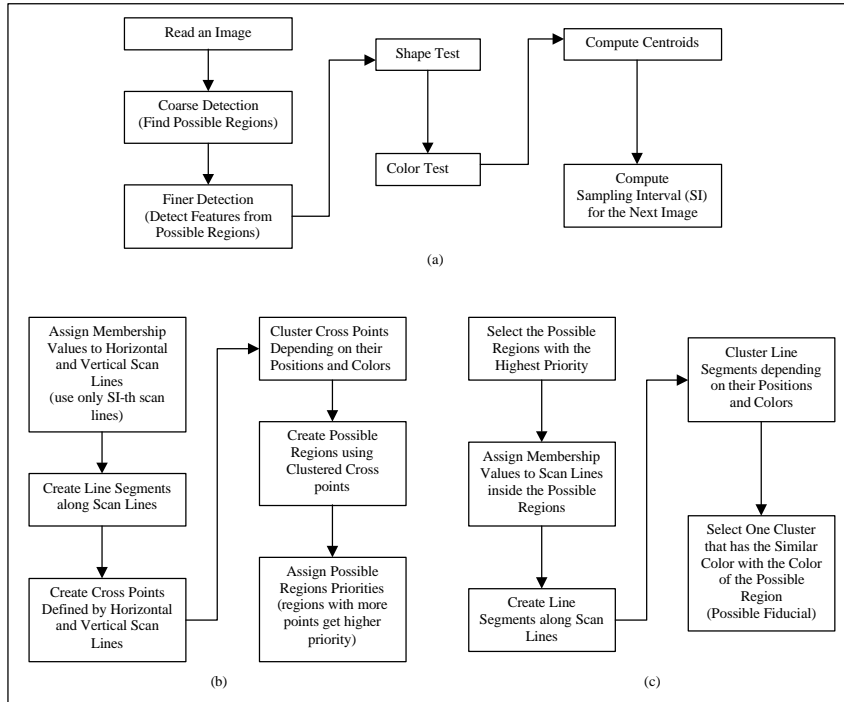 Read an Image
Coarse Detection
(Find Possible Regions)
Finer Detection
(Detect Features from
Possible Regions)
Shape Test
Color Test
Compute Centroids
Compute
Sampling Interval (SI)
for the Next Image
(a)
Assign Membership
Values to Horizontal
and Vertical Scan
Lines
(use only SI-th scan
lines)
Create Line Segments
along Scan Lines
Create Cross Points
Defined by Horizontal
and Vertical Scan
Lines
Cluster Cross Points
Depending on their
Positions and Colors
Create Possible
Regions using
Clustered Cross
points
Assign Possible
Regions Priorities
(regions with more
points get higher
priority)
(b)
Select the Possible
Regions with the
Highest Priority
Assign Membership
Values to Scan Lines
inside the Possible
Regions
Create Line
Segments along Scan
Lines
Cluster Line
Segments depending
on their Positions
and Colors
Select One Cluster
that has the Similar
Color with the Color
of the Possible
Region
(Possible Fiducial)
(c)